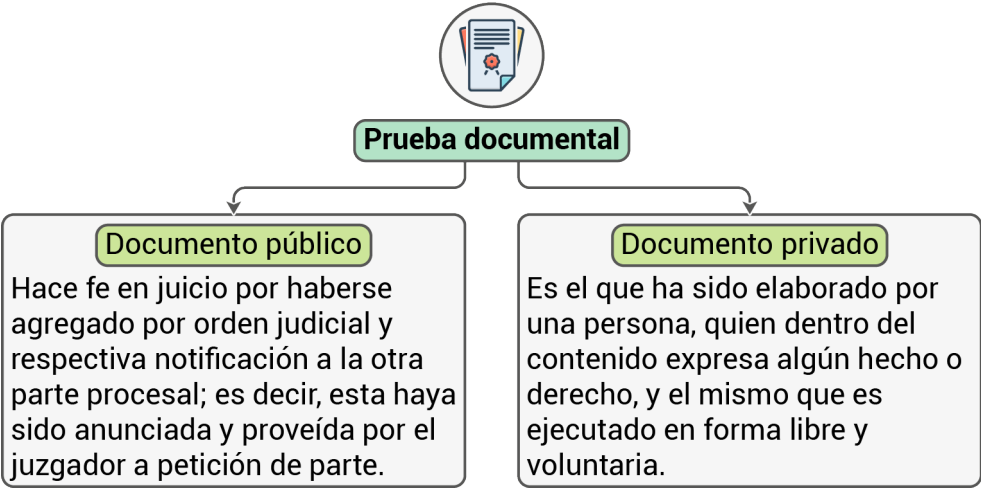 Prueba documental
Documento público
Hace fe en juicio por haberse
agregado por orden judicial y
respectiva notificación a la otra
parte procesal; es decir, esta haya
sido anunciada y proveída por el
juzgador a petición de parte.
Documento privado
Es el que ha sido elaborado por
una persona, quien dentro del
contenido expresa algún hecho o
derecho, y el mismo que es
ejecutado en forma libre y
voluntaria.